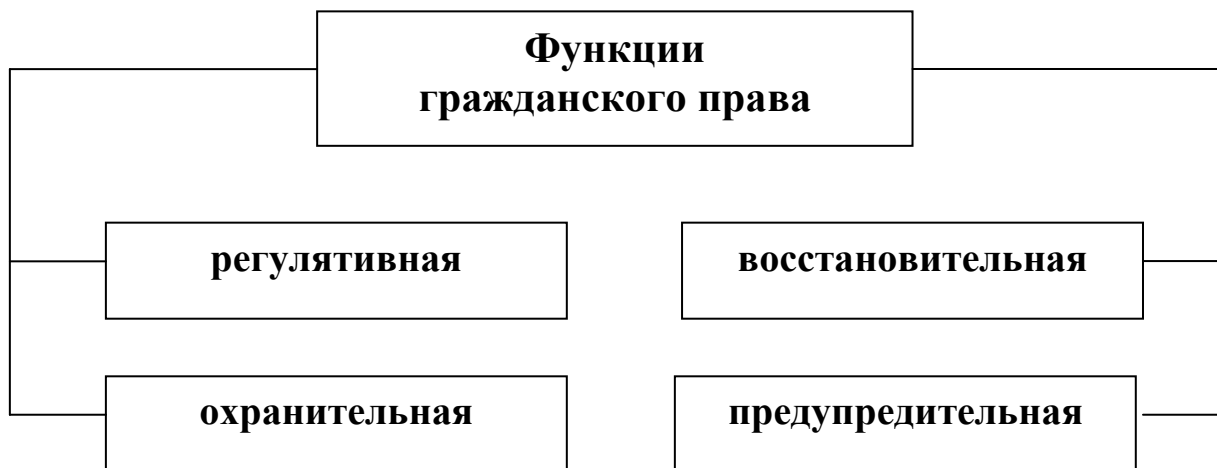 Функции
гражданского права
регулятивная
восстановительная
охранительная
предупредительная